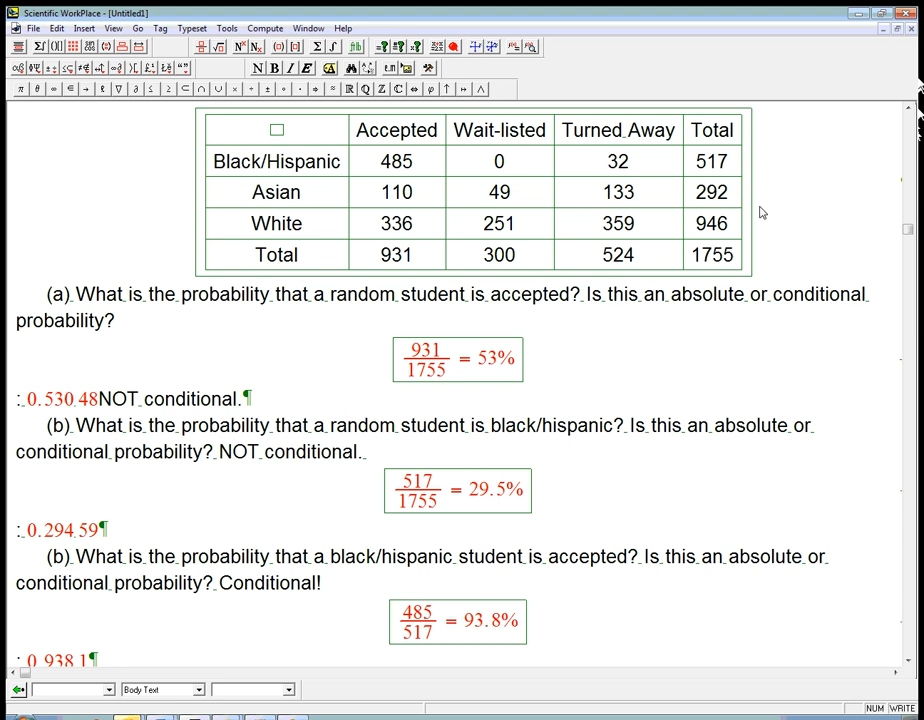 Scientific WorkPlace - [Untitled1]
File Edit Insert View Go Tag Typeset Tools Compute Window Help
Accepted Wait-listed Turned Away Total
Black/Hispanic 485 0 32 517
Asian 110 49 133 292
White 336 251 359 946
Total 931 300 524 1755
(a) What is the probability that a random student is accepted? Is this an absolute or conditional
probability?
931/1755 = 53%
: 0.530 48NOT conditional.¶
(b) What is the probability that a random student is black/hispanic? Is this an absolute or
conditional probability? NOT conditional.
517/1755 = 29.5%
: 0.294 59¶
(b) What is the probability that a black/hispanic student is accepted? Is this an absolute or
conditional probability? Conditional!
485/517 = 93.8%
: 0.938 1¶
Body Text
NUM WRITE